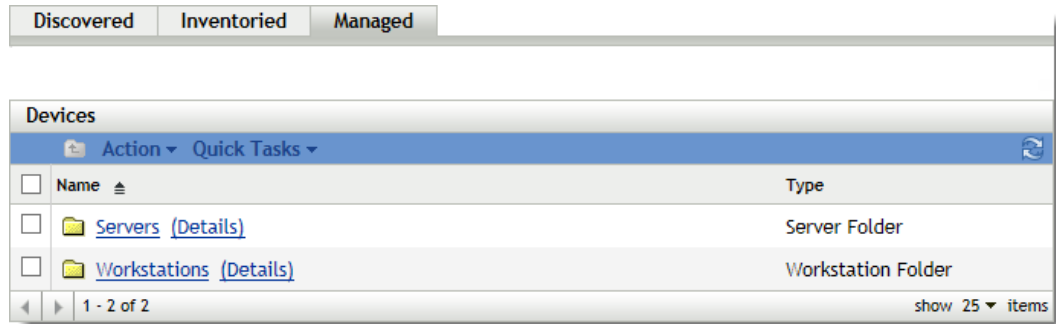 Discovered Inventoried Managed
Devices
Action Quick Tasks
Name Type
Servers (Details) Server Folder
Workstations (Details) Workstation Folder
1 - 2 of 2 show 25 items